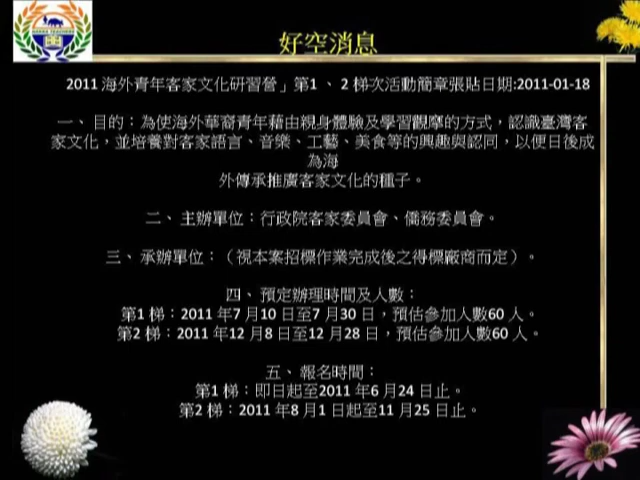 好空消息
2011 海外青年客家文化研習營」第1 、 2 梯次活動簡章張貼日期:2011-01-18
一、 目的：為使海外華裔青年藉由親身體驗及學習觀摩的方式，認識臺灣客
家文化，並培養對客家語言、音樂、工藝、美食等的興趣與認同，以便日後成
為海
外傳承推廣客家文化的種子。
二、 主辦單位：行政院客家委員會、僑務委員會。
三、 承辦單位：（視本案招標作業完成後之得標廠商而定）。
四、 預定辦理時間及人數：
第1 梯：2011 年7 月10 日至7 月30 日，預估參加人數60 人。
第2 梯：2011 年12 月8 日至12 月28 日，預估參加人數60 人。
五、 報名時間：
第1 梯：即日起至2011 年6 月24 日止。
第2 梯：2011 年8 月1 日起至11 月25 日止。